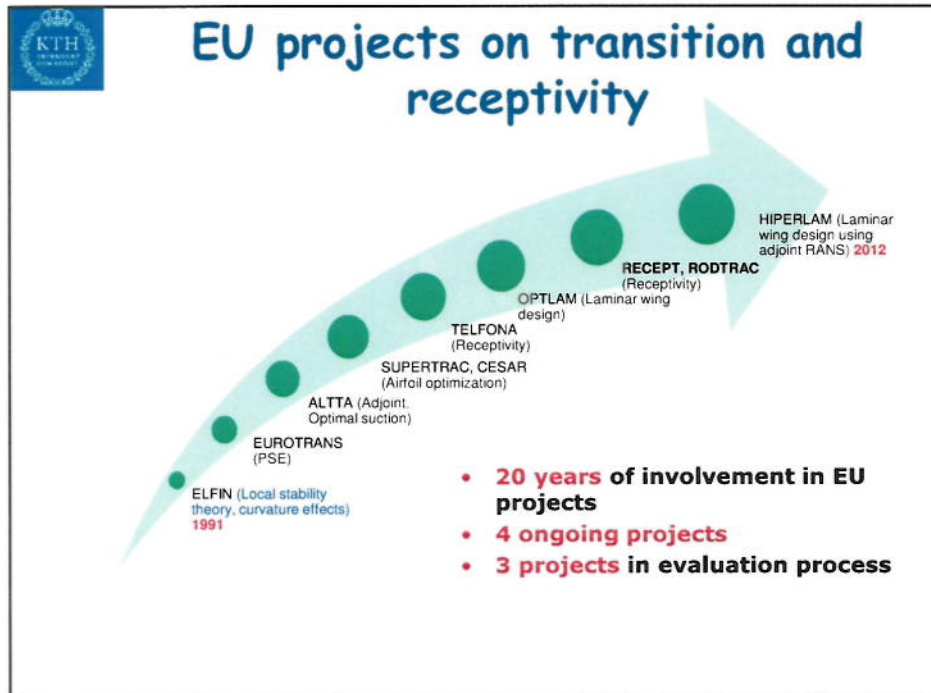 KTH
EU projects on transition and
receptivity
HIPERLAM (Laminar
wing design using
adjoint RANS) 2012
RECEPT, RODTRAC
(Receptivity)
OPTLAM (Laminar wing
design)
TELFONA
(Receptivity)
SUPERTRAC, CESAR
(Airfoil optimization)
ALTTA (Adjoint,
Optimal suction)
EUROTRANS
(PSE)
ELFIN (Local stability
theory, curvature effects)
1991
• 20 years of involvement in EU
projects
• 4 ongoing projects
• 3 projects in evaluation process